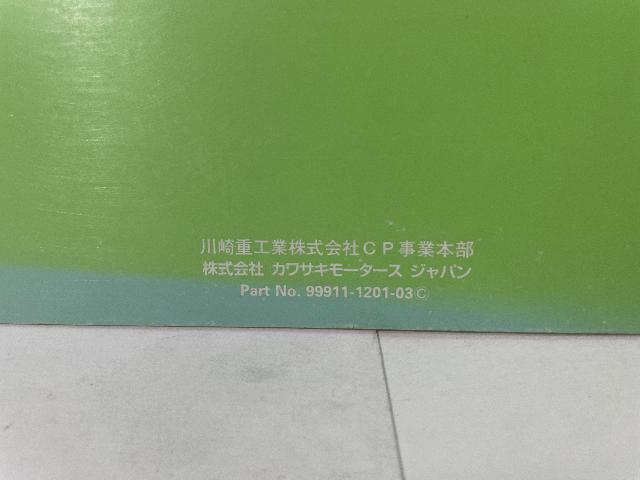 川崎重工業株式会社CP事業本部
株式会社 カワサキモータース ジャパン
Part No. 99911-1201-03Ⓒ